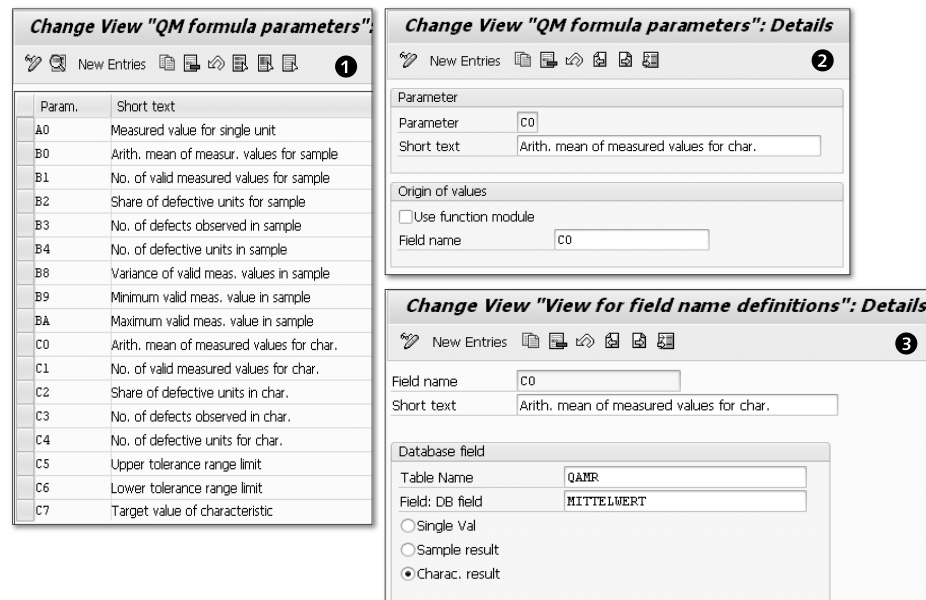 Change View "QM formula parameters":
New Entries
1
Param. Short text
A0 Measured value for single unit
B0 Arith. mean of measur. values for sample
B1 No. of valid measured values for sample
B2 Share of defective units for sample
B3 No. of defects observed in sample
B4 No. of defective units in sample
B8 Variance of valid meas. values in sample
B9 Minimum valid meas. value in sample
BA Maximum valid meas. value in sample
C0 Arith. mean of measured values for char.
C1 No. of valid measured values for char.
C2 Share of defective units in char.
C3 No. of defects observed in char.
C4 No. of defective units for char.
C5 Upper tolerance range limit
C6 Lower tolerance range limit
C7 Target value of characteristic
Change View "QM formula parameters": Details
New Entries
2
Parameter
Parameter C0
Short text Arith. mean of measured values for char.
Origin of values
Use function module
Field name C0
Change View "View for field name definitions": Details
New Entries
3
Field name C0
Short text Arith. mean of measured values for char.
Database field
Table Name QAMR
Field: DB field MITTELWERT
Single Val
Sample result
Charac. result